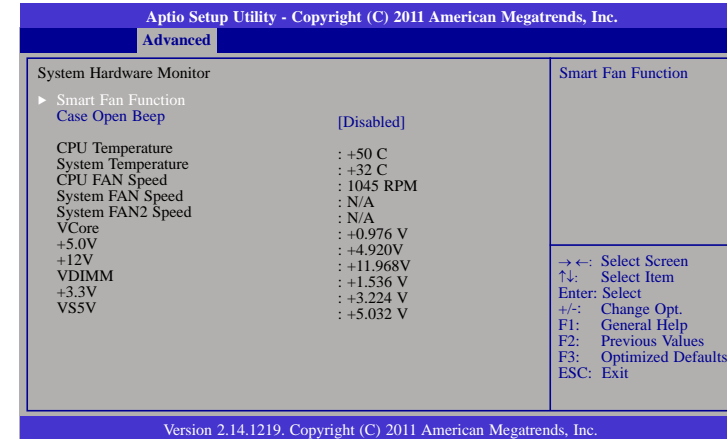 Aptio Setup Utility - Copyright (C) 2011 American Megatrends, Inc.
Advanced
System Hardware Monitor
▶ Smart Fan Function
Case Open Beep [Disabled]
CPU Temperature : +50 C
System Temperature : +32 C
CPU FAN Speed : 1045 RPM
System FAN Speed : N/A
System FAN2 Speed : N/A
VCore : +0.976 V
+5.0V : +4.920V
+12V : +11.968V
VDIMM : +1.536 V
+3.3V : +3.224 V
VS5V : +5.032 V
Smart Fan Function
→←: Select Screen
↑↓: Select Item
Enter: Select
+/-: Change Opt.
F1: General Help
F2: Previous Values
F3: Optimized Defaults
ESC: Exit
Version 2.14.1219. Copyright (C) 2011 American Megatrends, Inc.